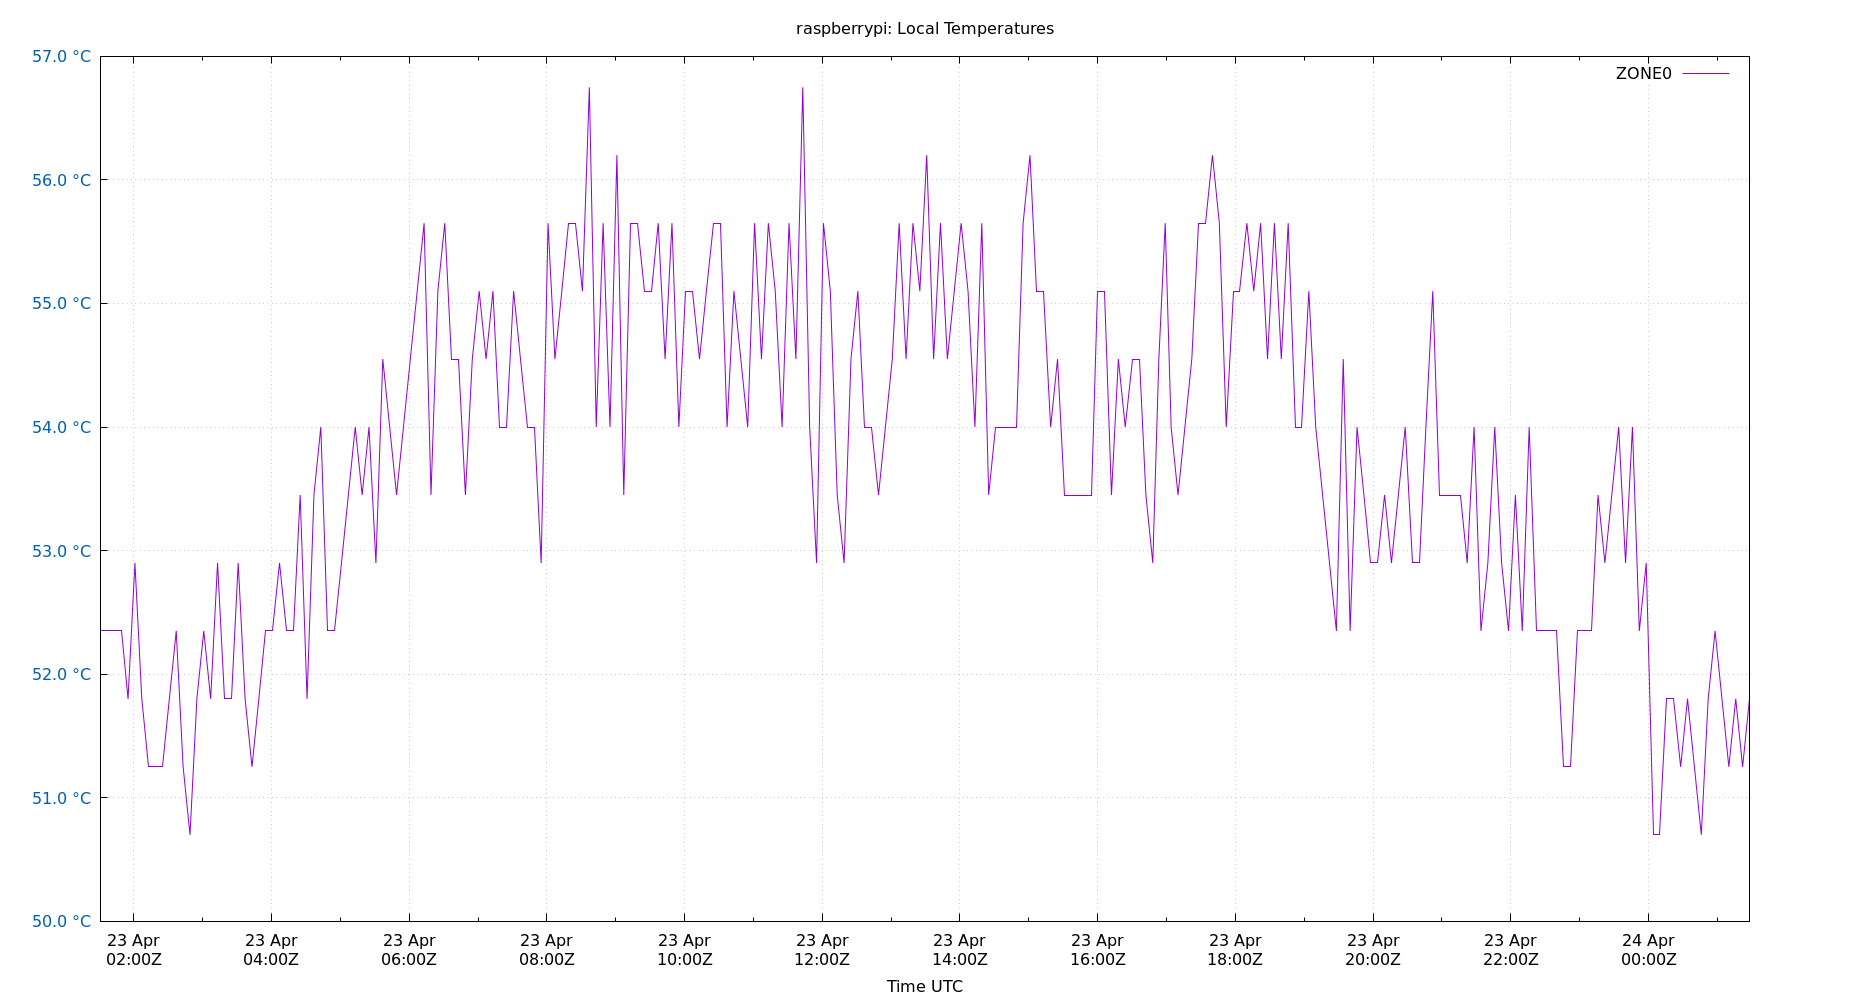 raspberrypi: Local Temperatures
57.0 °C
ZONE0
56.0 °C
55.0 °C
54.0 °C
53.0 °C
52.0 °C
51.0 °C
50.0 °C
23 Apr 23 Apr 23 Apr 23 Apr 23 Apr 23 Apr 23 Apr 23 Apr 23 Apr 23 Apr 23 Apr 24 Apr
02:00Z 04:00Z 06:00Z 08:00Z 10:00Z 12:00Z 14:00Z 16:00Z 18:00Z 20:00Z 22:00Z 00:00Z
Time UTC